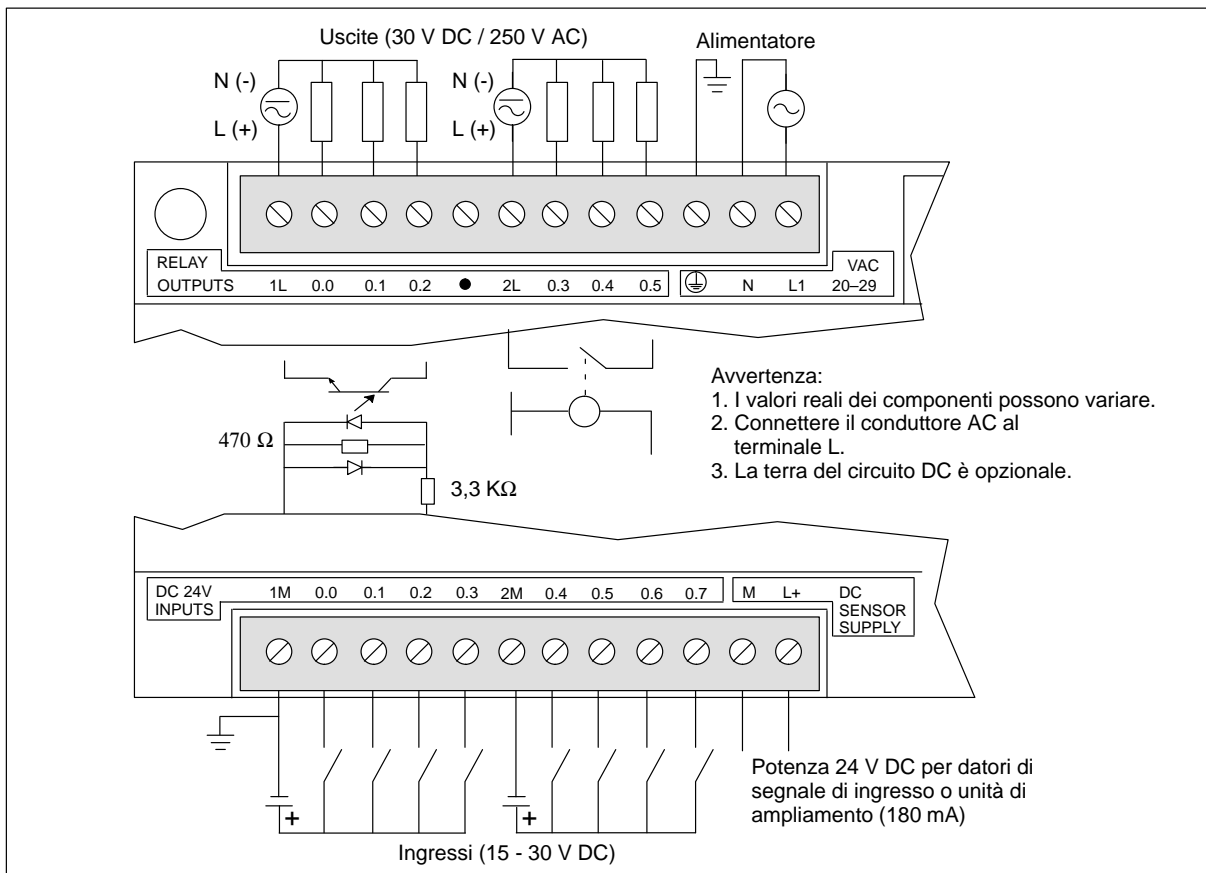 Uscite (30 V DC / 250 V AC)
Alimentatore
N (-)
L (+)
N (-)
L (+)
RELAY
OUTPUTS
1L 0.0 0.1 0.2 ● 2L 0.3 0.4 0.5
N L1
VAC
20–29
470 Ω
3,3 KΩ
Avvertenza:
1. I valori reali dei componenti possono variare.
2. Connettere il conduttore AC al
terminale L.
3. La terra del circuito DC è opzionale.
DC 24V
INPUTS
1M 0.0 0.1 0.2 0.3 2M 0.4 0.5 0.6 0.7
M L+
DC
SENSOR
SUPPLY
+
+
Potenza 24 V DC per datori di
segnale di ingresso o unità di
ampliamento (180 mA)
Ingressi (15 - 30 V DC)